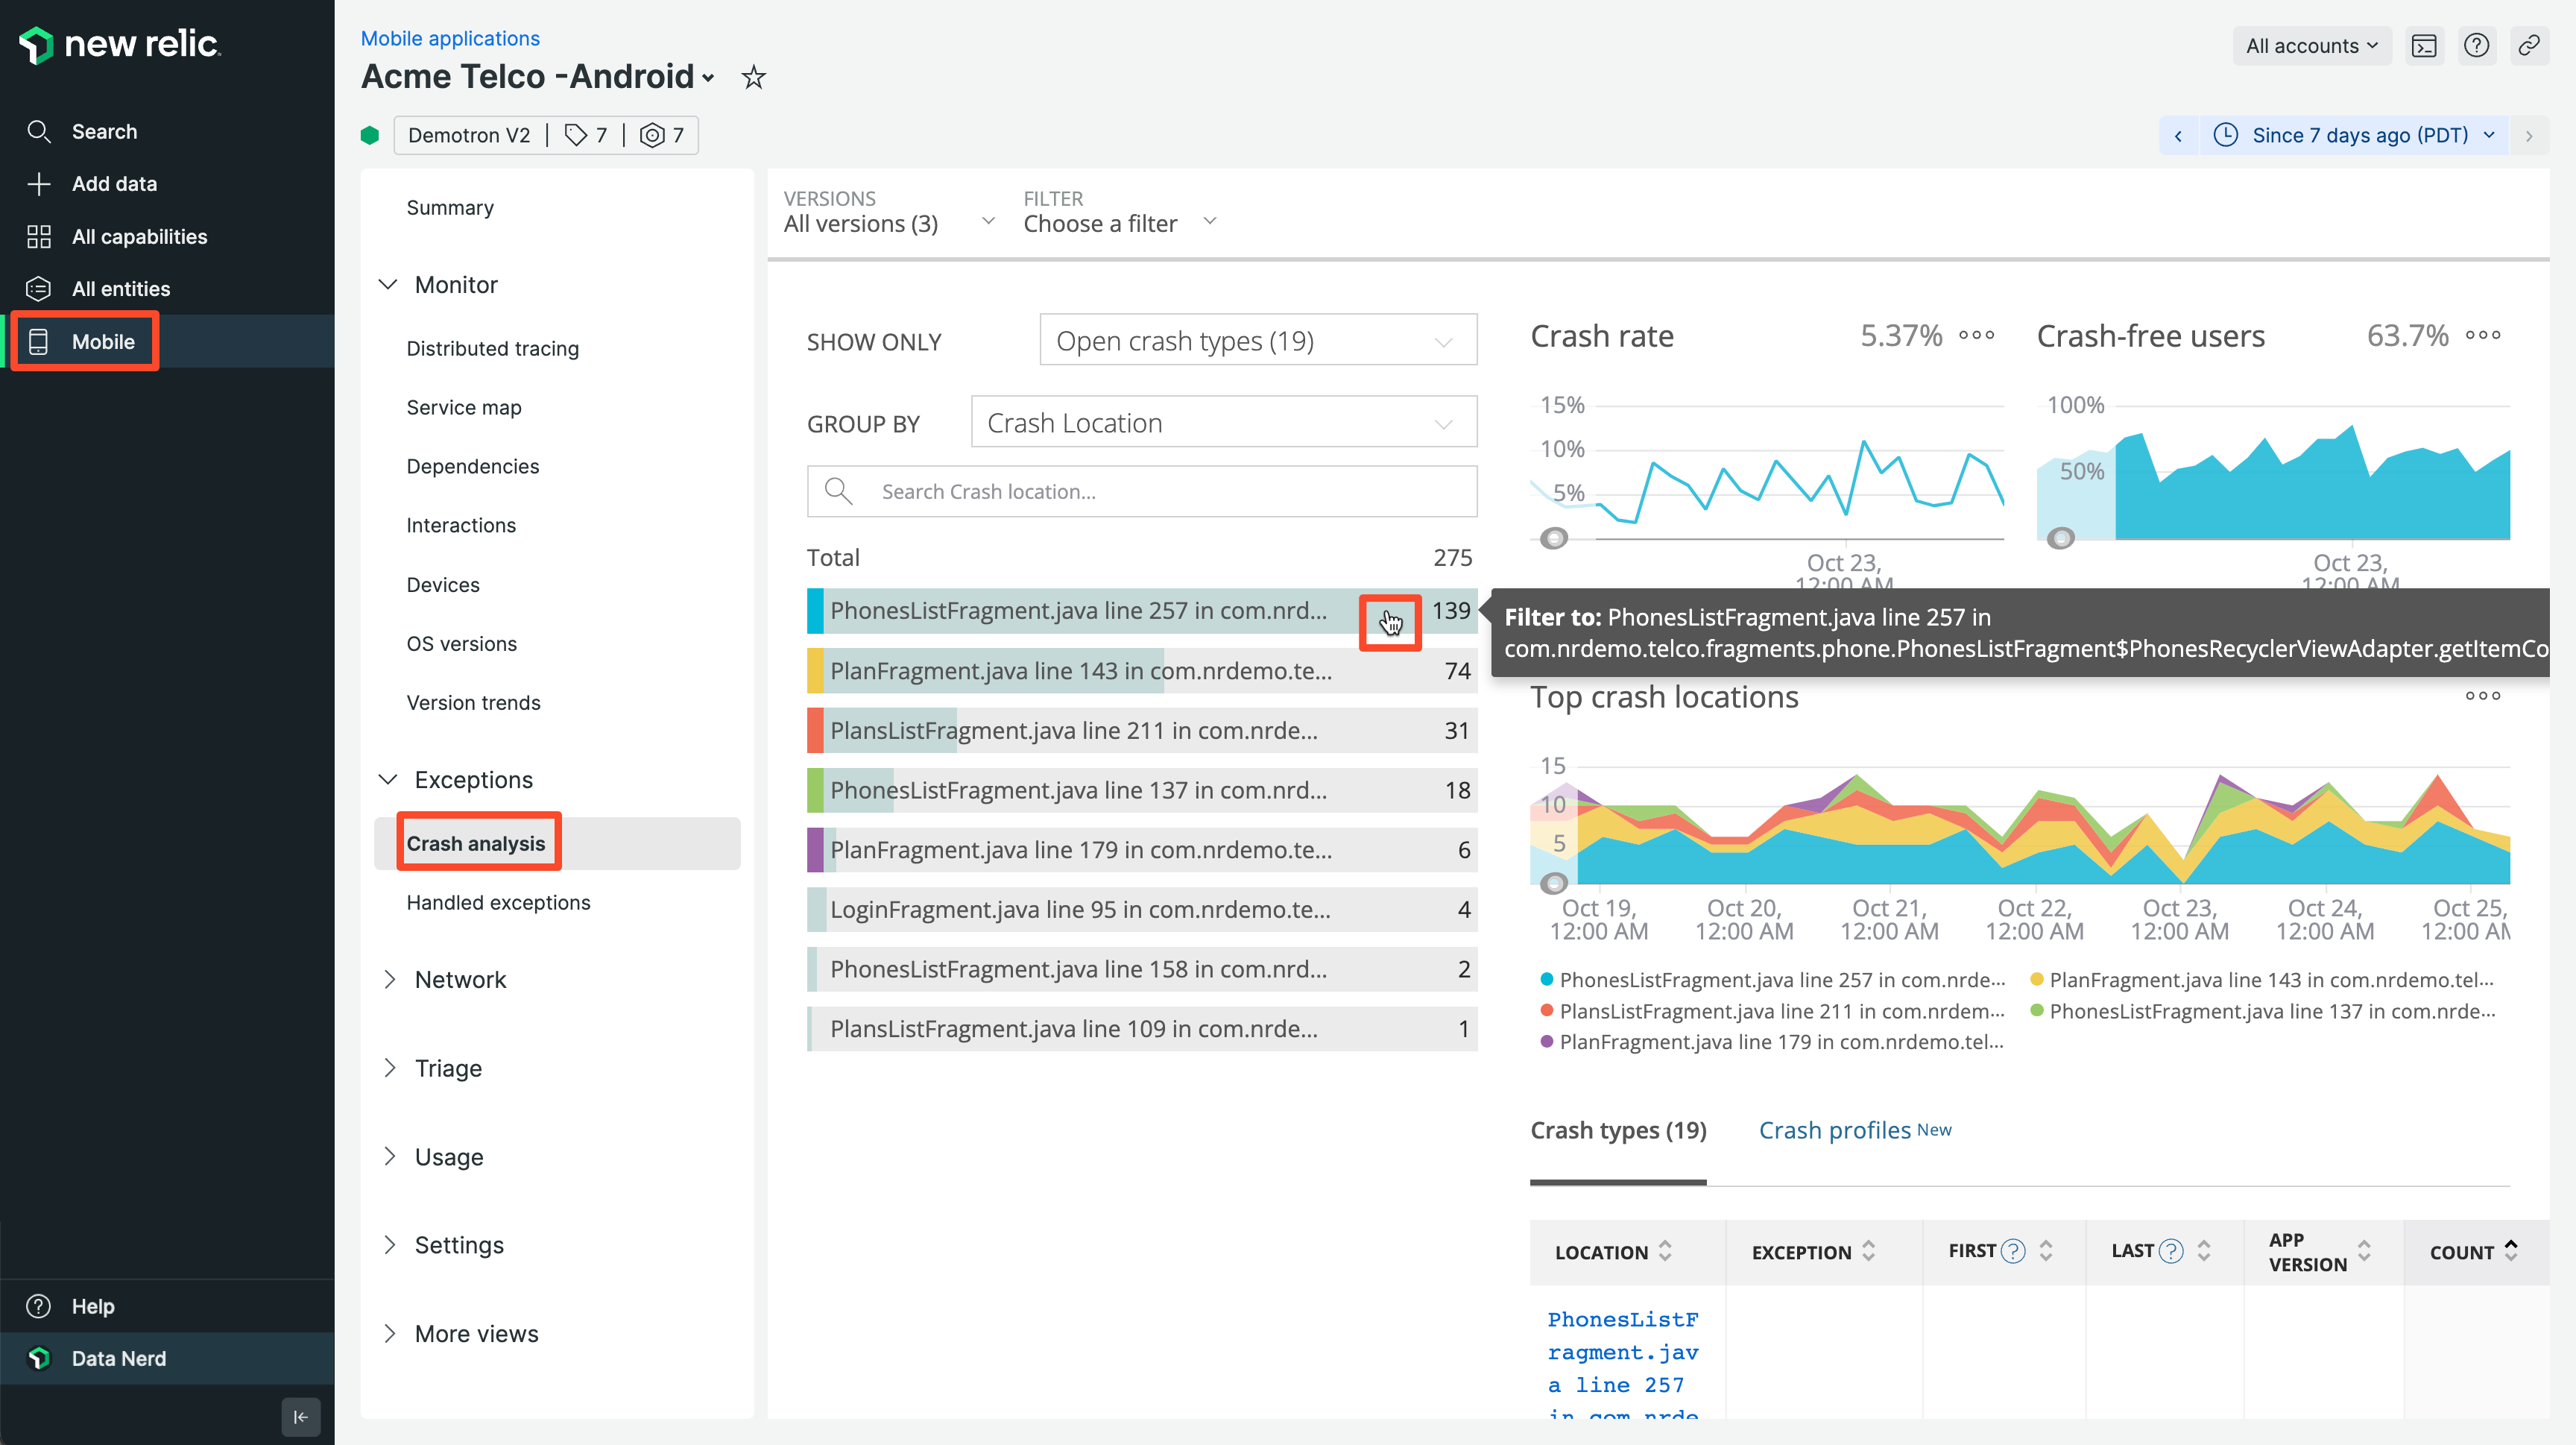 new relic
Search
Add data
All capabilities
All entities
Mobile
Help
Data Nerd
Mobile applications
Acme Telco -Android
Demotron V2 | 7 | 7
All accounts
Since 7 days ago (PDT)
Summary
Monitor
Distributed tracing
Service map
Dependencies
Interactions
Devices
OS versions
Version trends
Exceptions
Crash analysis
Handled exceptions
Network
Triage
Usage
Settings
More views
VERSIONS
All versions (3)
FILTER
Choose a filter
SHOW ONLY
Open crash types (19)
GROUP BY
Crash Location
Search Crash location...
Total 275
PhonesListFragment.java line 257 in com.nrd... 139
PlanFragment.java line 143 in com.nrdemo.te... 74
PlansListFragment.java line 211 in com.nrde... 31
PhonesListFragment.java line 137 in com.nrd... 18
PlanFragment.java line 179 in com.nrdemo.te... 6
LoginFragment.java line 95 in com.nrdemo.te... 4
PhonesListFragment.java line 158 in com.nrd... 2
PlansListFragment.java line 109 in com.nrde... 1
Crash rate 5.37%
15%
10%
5%
Oct 23,
12:00 AM
Crash-free users 63.7%
100%
50%
Oct 23,
12:00 AM
Filter to: PhonesListFragment.java line 257 in
com.nrdemo.telco.fragments.phone.PhonesListFragment$PhonesRecyclerViewAdapter.getItemCo
Top crash locations
15
10
5
Oct 19, 12:00 AM
Oct 20, 12:00 AM
Oct 21, 12:00 AM
Oct 22, 12:00 AM
Oct 23, 12:00 AM
Oct 24, 12:00 AM
Oct 25, 12:00 AM
PhonesListFragment.java line 257 in com.nrde...
PlanFragment.java line 143 in com.nrdemo.tel...
PlansListFragment.java line 211 in com.nrdem...
PhonesListFragment.java line 137 in com.nrde...
PlanFragment.java line 179 in com.nrdemo.tel...
Crash types (19)
Crash profiles New
LOCATION
EXCEPTION
FIRST ?
LAST ?
APP VERSION
COUNT
PhonesListF
ragment.jav
a line 257
in com.nrde